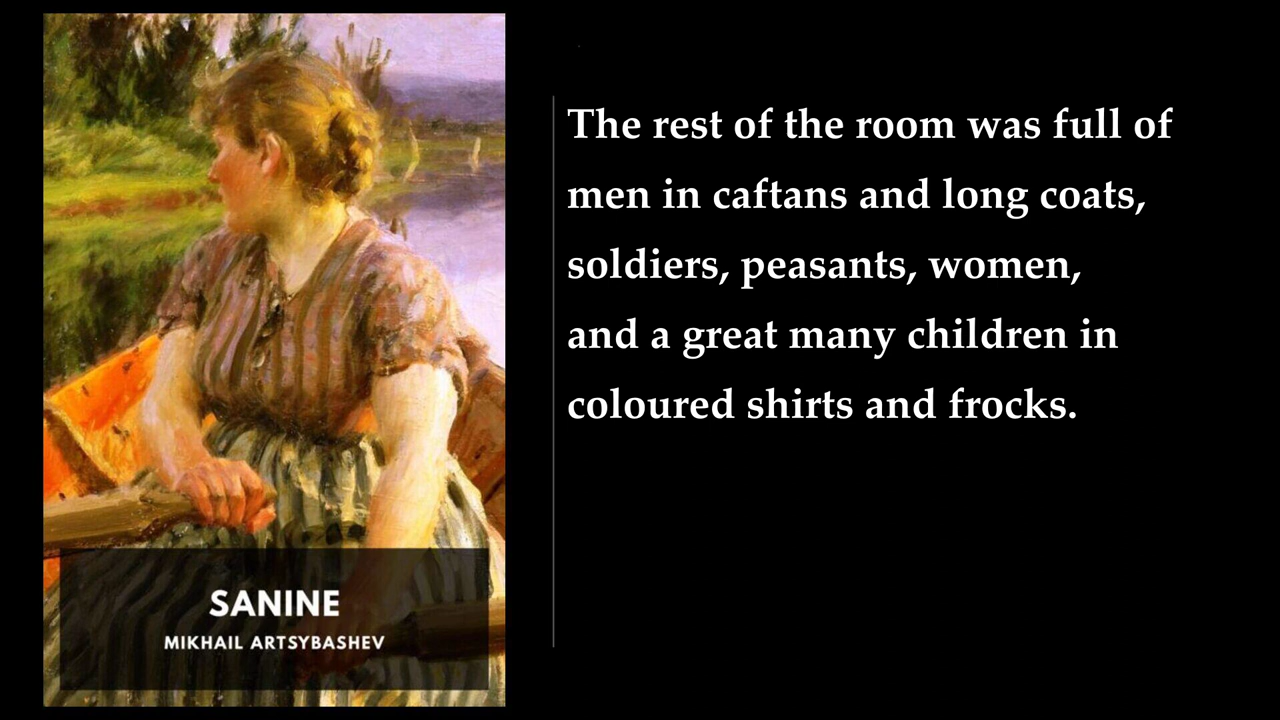 The rest of the room was full of
men in caftans and long coats,
soldiers, peasants, women,
and a great many children in
coloured shirts and frocks.
SANINE
MIKHAIL ARTSYBASHEV